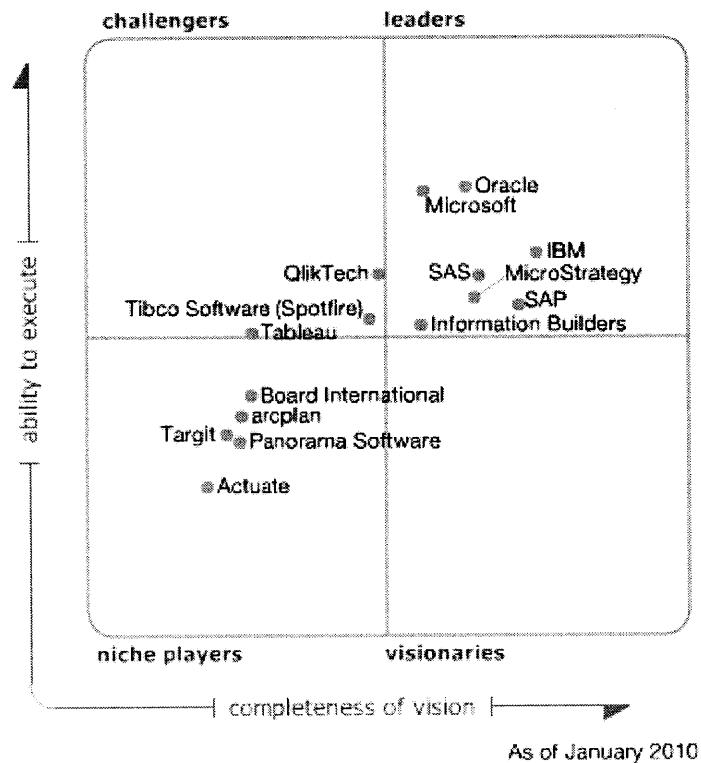 challengers
leaders
Oracle
Microsoft
IBM
QlikTech
SAS
MicroStrategy
SAP
Tibco Software (Spotfire)
Information Builders
Tableau
ability to execute
Board International
arcplan
Targit
Panorama Software
Actuate
niche players
visionaries
completeness of vision
As of January 2010